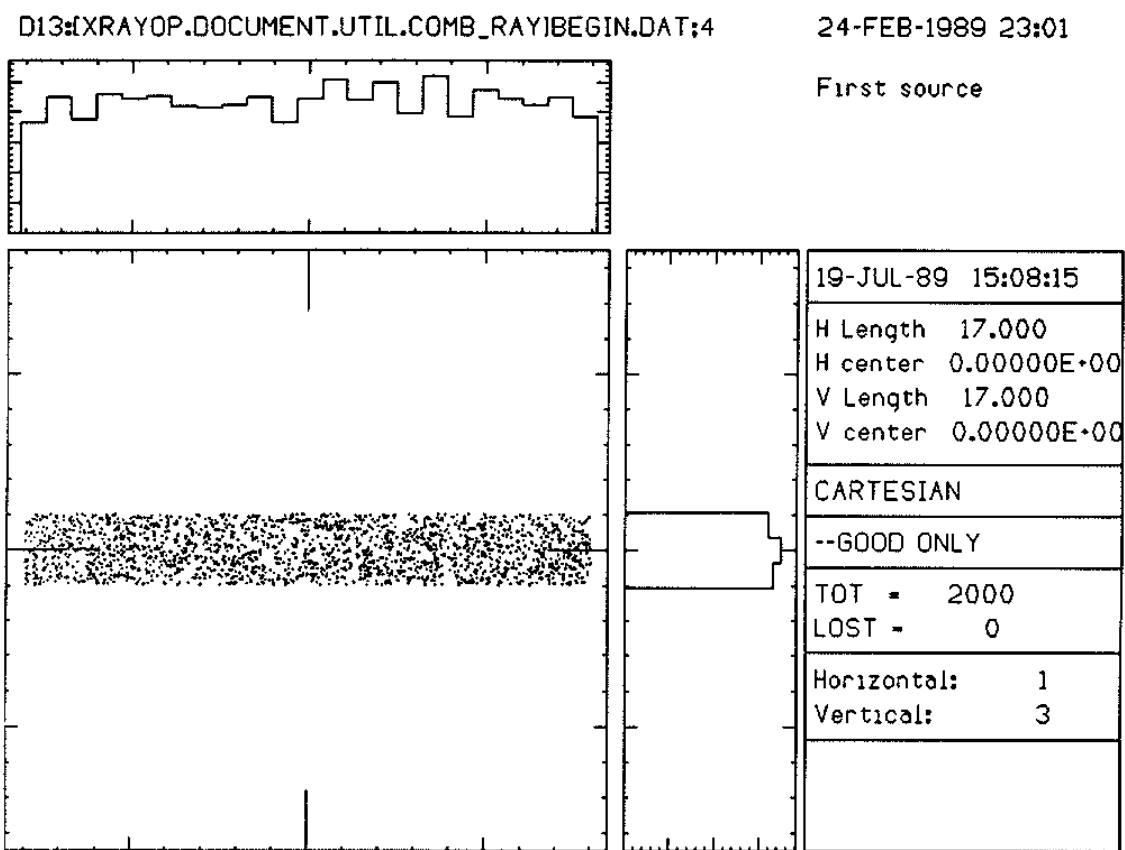 D13:[XRAYOP.DOCUMENT.UTIL.COMB_RAY]BEGIN.DAT;4 24-FEB-1989 23:01
First source
19-JUL-89 15:08:15
H Length 17.000
H center 0.00000E+00
V Length 17.000
V center 0.00000E+00
CARTESIAN
--GOOD ONLY
TOT = 2000
LOST = 0
Horizontal: 1
Vertical: 3